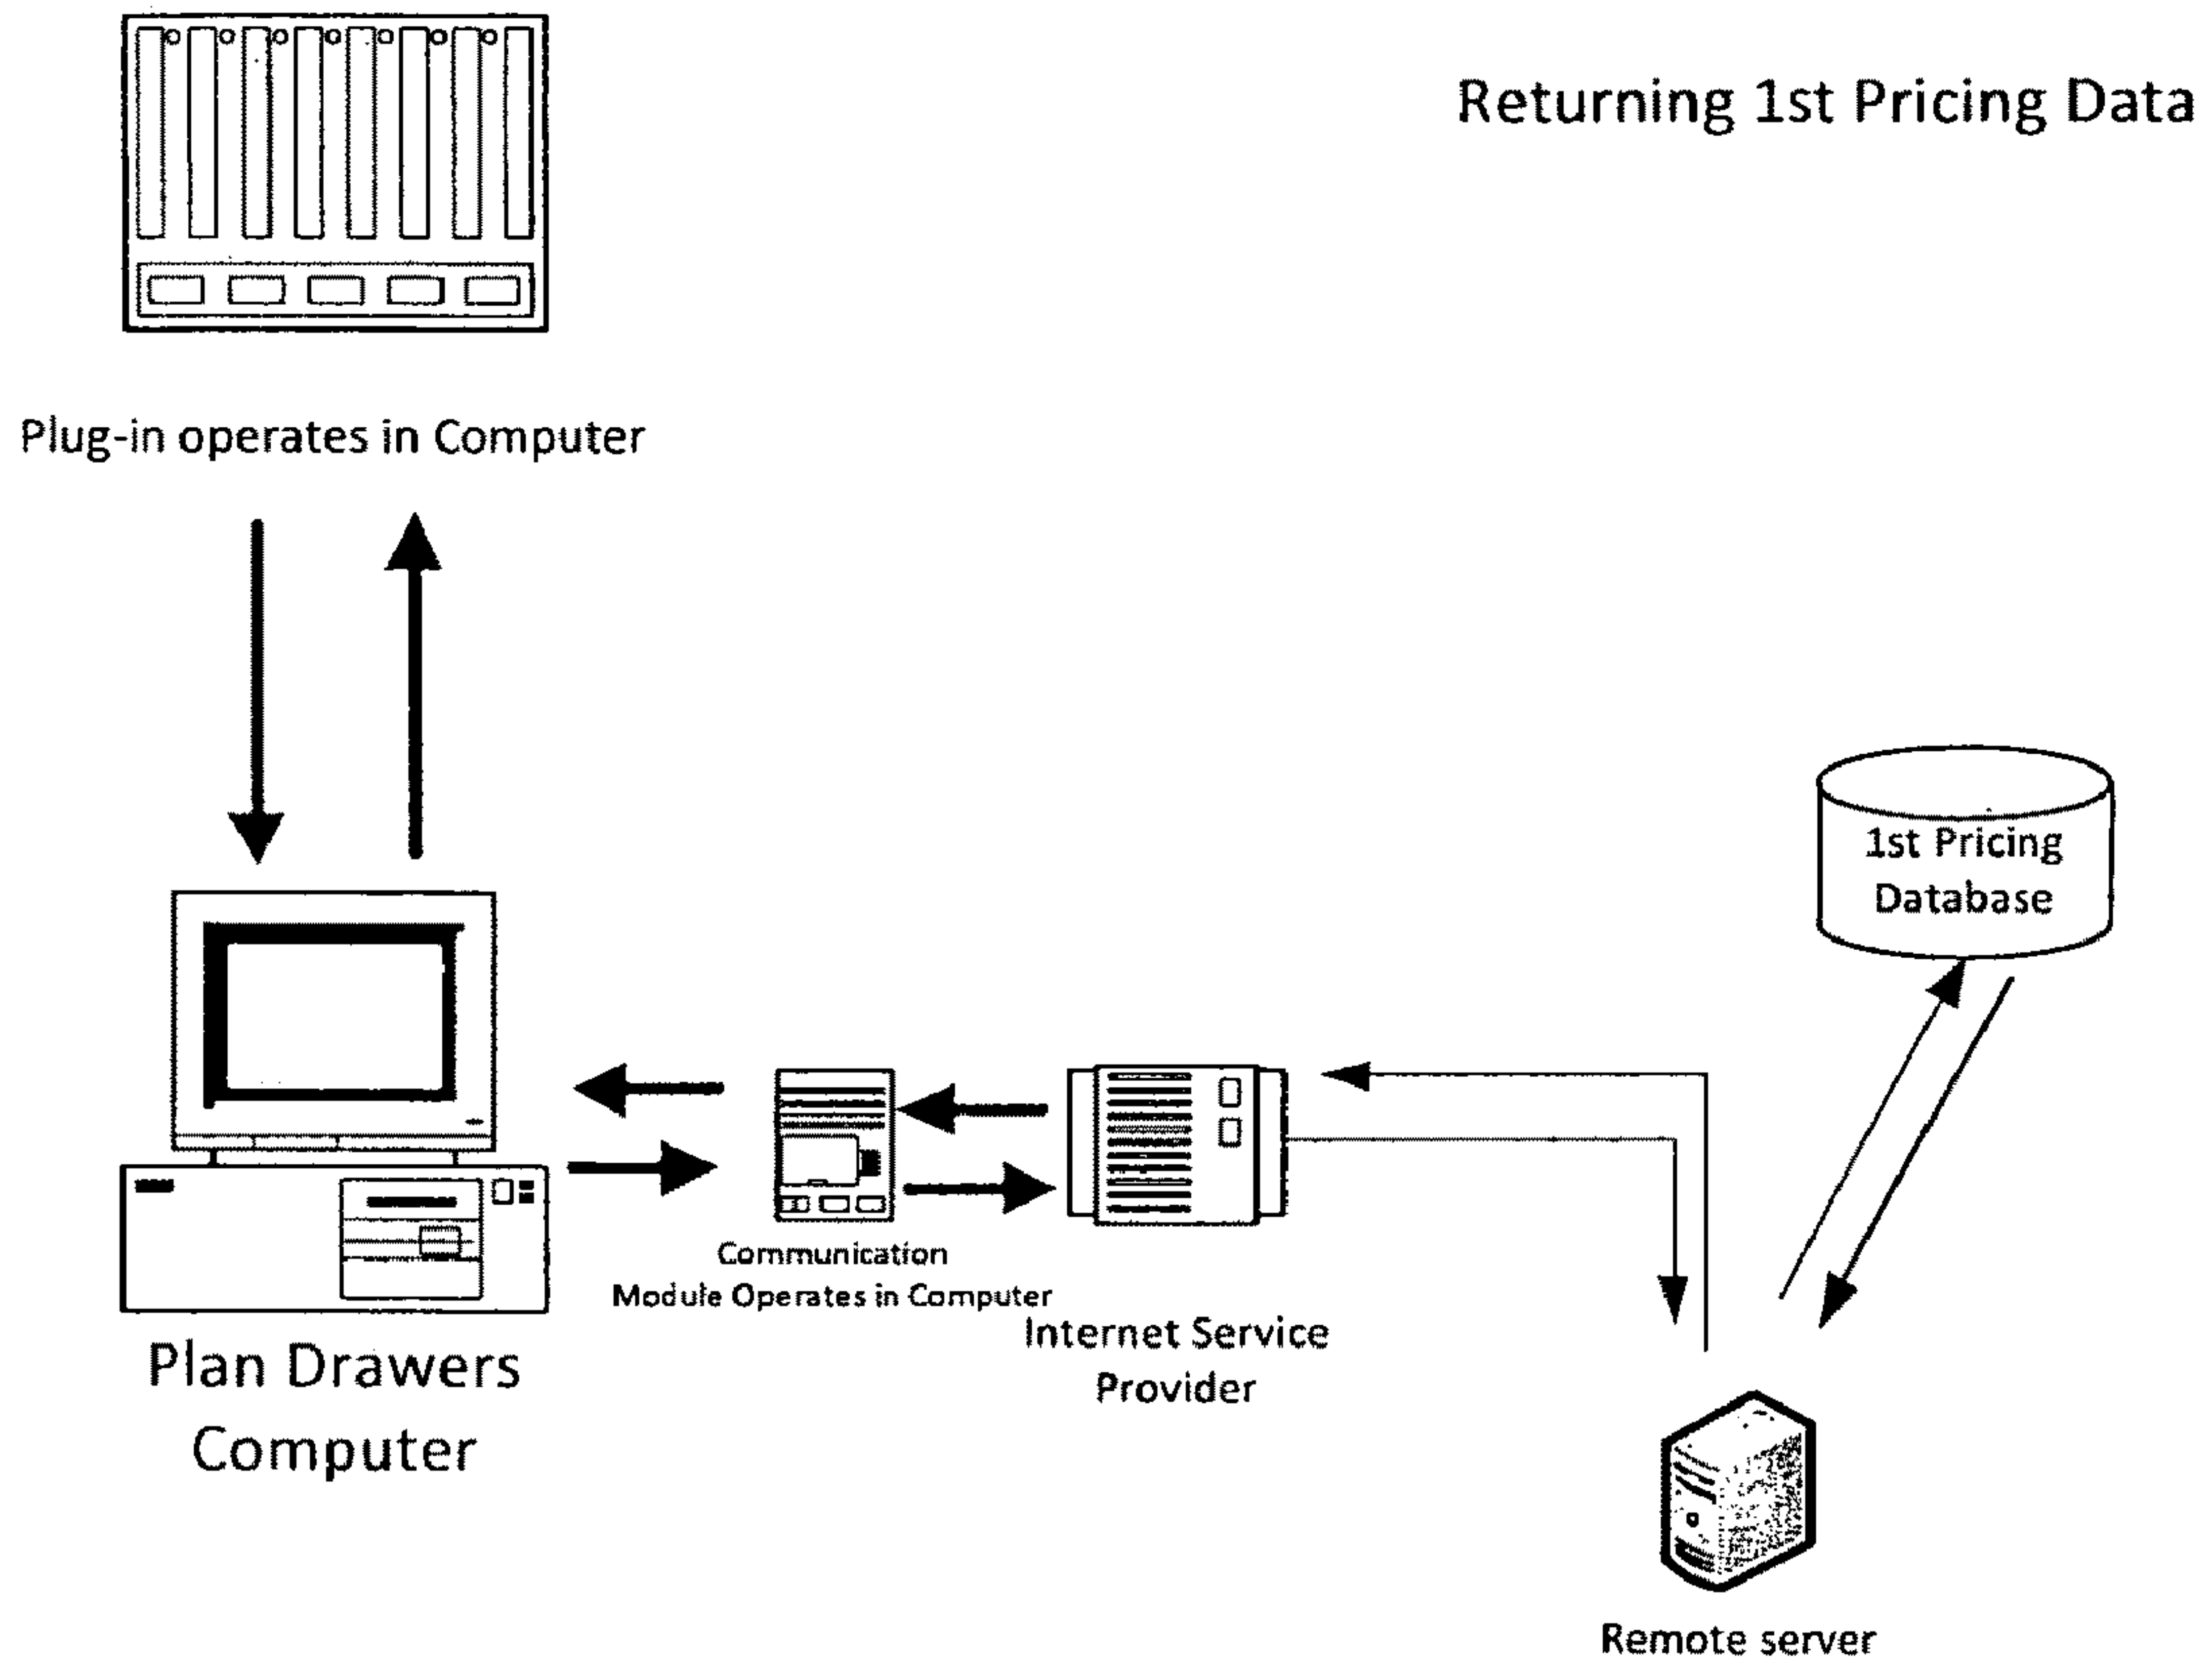 Returning 1st Pricing Data
Plug-in operates in Computer
1st Pricing
Database
Communication
Module Operates in Computer
Internet Service
Provider
Plan Drawers
Computer
Remote server